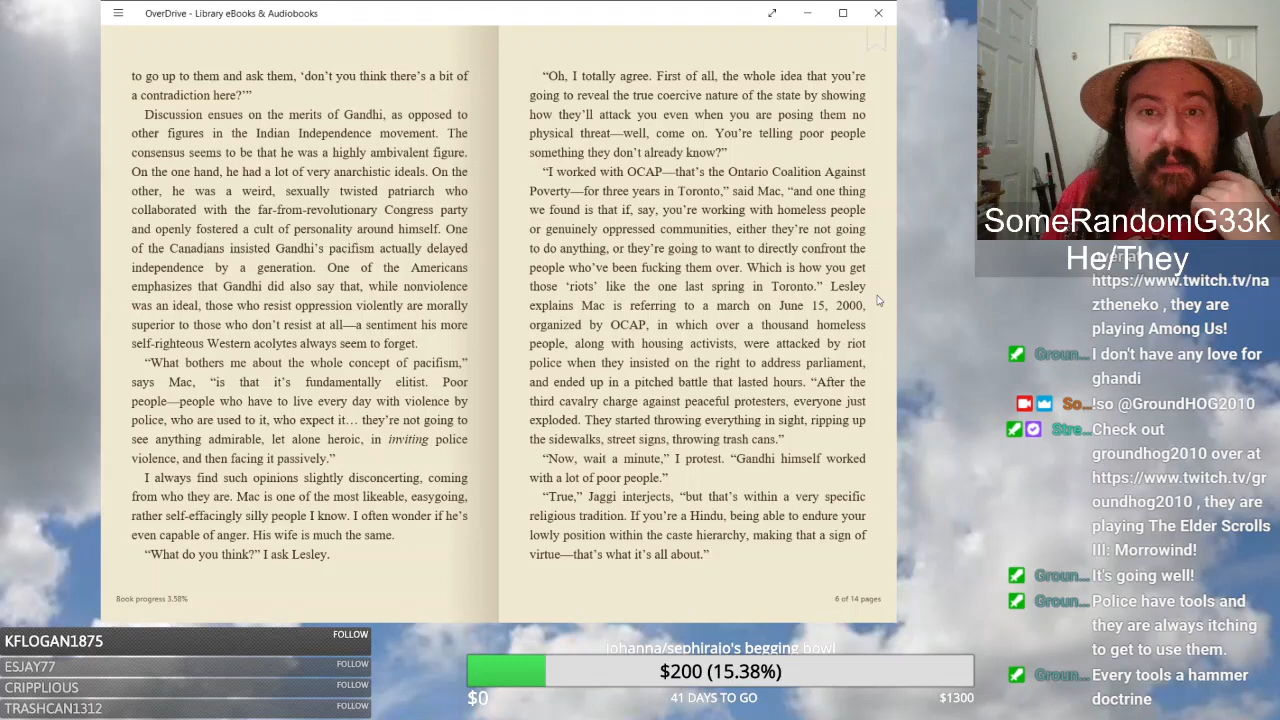 OverDrive - Library eBooks & Audiobooks
to go up to them and ask them, ‘don’t you think there’s a bit of
a contradiction here?’”
Discussion ensues on the merits of Gandhi, as opposed to
other figures in the Indian Independence movement. The
consensus seems to be that he was a highly ambivalent figure.
On the one hand, he had a lot of very anarchistic ideals. On the
other, he was a weird, sexually twisted patriarch who
collaborated with the far-from-revolutionary Congress party
and openly fostered a cult of personality around himself. One
of the Canadians insisted Gandhi’s pacifism actually delayed
independence by a generation. One of the Americans
emphasizes that Gandhi did also say that, while nonviolence
was an ideal, those who resist oppression violently are morally
superior to those who don’t resist at all—a sentiment his more
self-righteous Western acolytes always seem to forget.
“What bothers me about the whole concept of pacifism,”
says Mac, “is that it’s fundamentally elitist. Poor
people—people who have to live every day with violence by
police, who are used to it, who expect it… they’re not going to
see anything admirable, let alone heroic, in inviting police
violence, and then facing it passively.”
I always find such opinions slightly disconcerting, coming
from who they are. Mac is one of the most likeable, easygoing,
rather self-effacingly silly people I know. I often wonder if he’s
even capable of anger. His wife is much the same.
“What do you think?” I ask Lesley.
Book progress 3.58%
“Oh, I totally agree. First of all, the whole idea that you’re
going to reveal the true coercive nature of the state by showing
how they’ll attack you even when you are posing them no
physical threat—well, come on. You’re telling poor people
something they don’t already know?”
“I worked with OCAP—that’s the Ontario Coalition Against
Poverty—for three years in Toronto,” said Mac, “and one thing
we found is that if, say, you’re working with homeless people
or genuinely oppressed communities, either they’re not going
to do anything, or they’re going to want to directly confront the
people who’ve been fucking them over. Which is how you get
those ‘riots’ like the one last spring in Toronto.” Lesley
explains Mac is referring to a march on June 15, 2000,
organized by OCAP, in which over a thousand homeless
people, along with housing activists, were attacked by riot
police when they insisted on the right to address parliament,
and ended up in a pitched battle that lasted hours. “After the
third cavalry charge against peaceful protesters, everyone just
exploded. They started throwing everything in sight, ripping up
the sidewalks, street signs, throwing trash cans.”
“Now, wait a minute,” I protest. “Gandhi himself worked
with a lot of poor people.”
“True,” Jaggi interjects, “but that’s within a very specific
religious tradition. If you’re a Hindu, being able to endure your
lowly position within the caste hierarchy, making that a sign of
virtue—that’s what it’s all about.”
6 of 14 pages
SomeRandomG33k
He/They
https://www.twitch.tv/na
ztheneko , they are
playing Among Us!
Groun... I don't have any love for
ghandi
So... !so @GroundHOG2010
Stre... Check out
groundhog2010 over at
https://www.twitch.tv/gr
oundhog2010 , they are
playing The Elder Scrolls
III: Morrowind!
Groun... It's going well!
Groun... Police have tools and
they are always itching
to get to use them.
Groun... Every tools a hammer
doctrine
KFLOGAN1875 FOLLOW
ESJAY77 FOLLOW
CRIPPLIOUS FOLLOW
TRASHCAN1312 FOLLOW
Johanna/sephiraio's begging bowl
$200 (15.38%)
$0 41 DAYS TO GO $1300